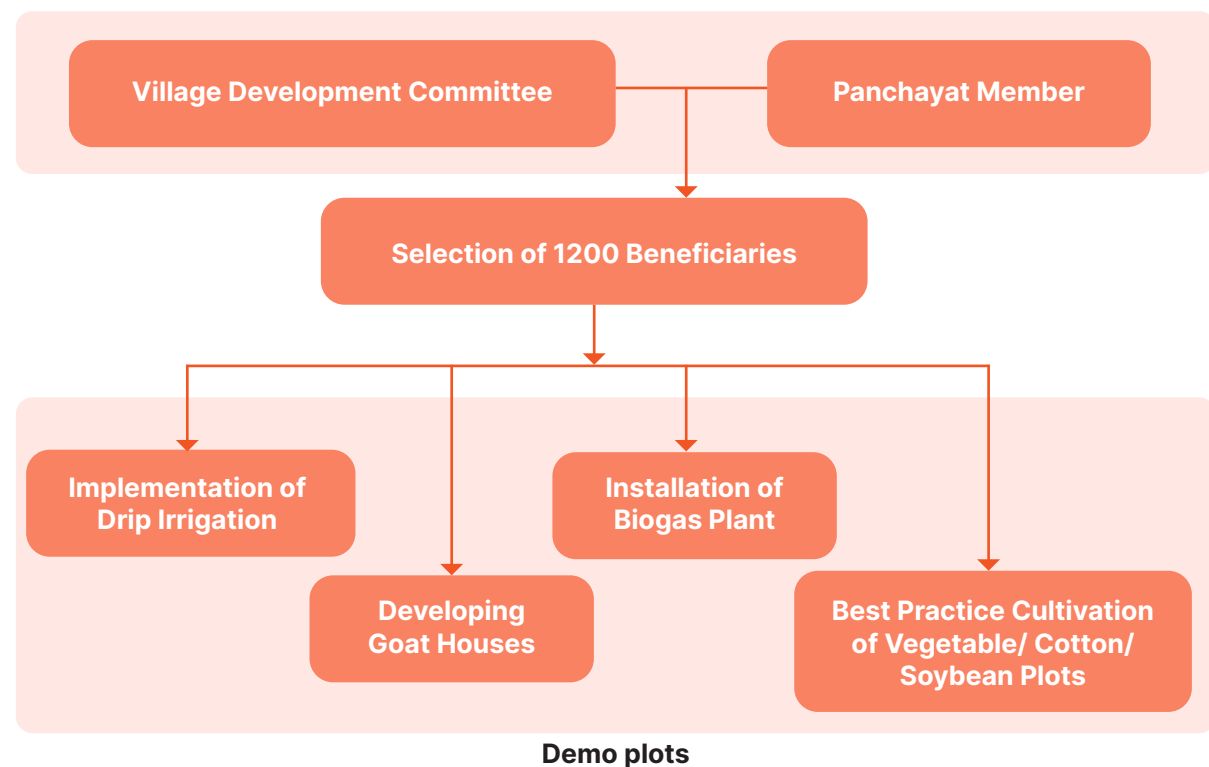 Village Development Committee
Panchayat Member
Selection of 1200 Beneficiaries
Implementation of
Drip Irrigation
Developing
Goat Houses
Installation of
Biogas Plant
Best Practice Cultivation
of Vegetable/ Cotton/
Soybean Plots
Demo plots